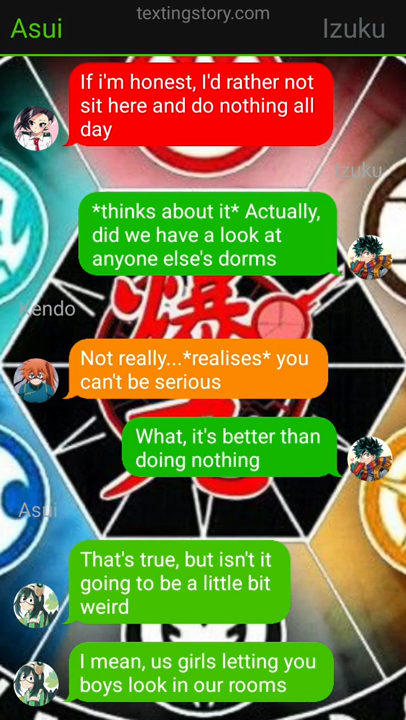 textingstory.com
Asui
Izuku
If i'm honest, I'd rather not
sit here and do nothing all
day
Izuku
*thinks about it* Actually,
did we have a look at
anyone else's dorms
Kendo
Not really...*realises* you
can't be serious
What, it's better than
doing nothing
Asui
That's true, but isn't it
going to be a little bit
weird
I mean, us girls letting you
boys look in our rooms